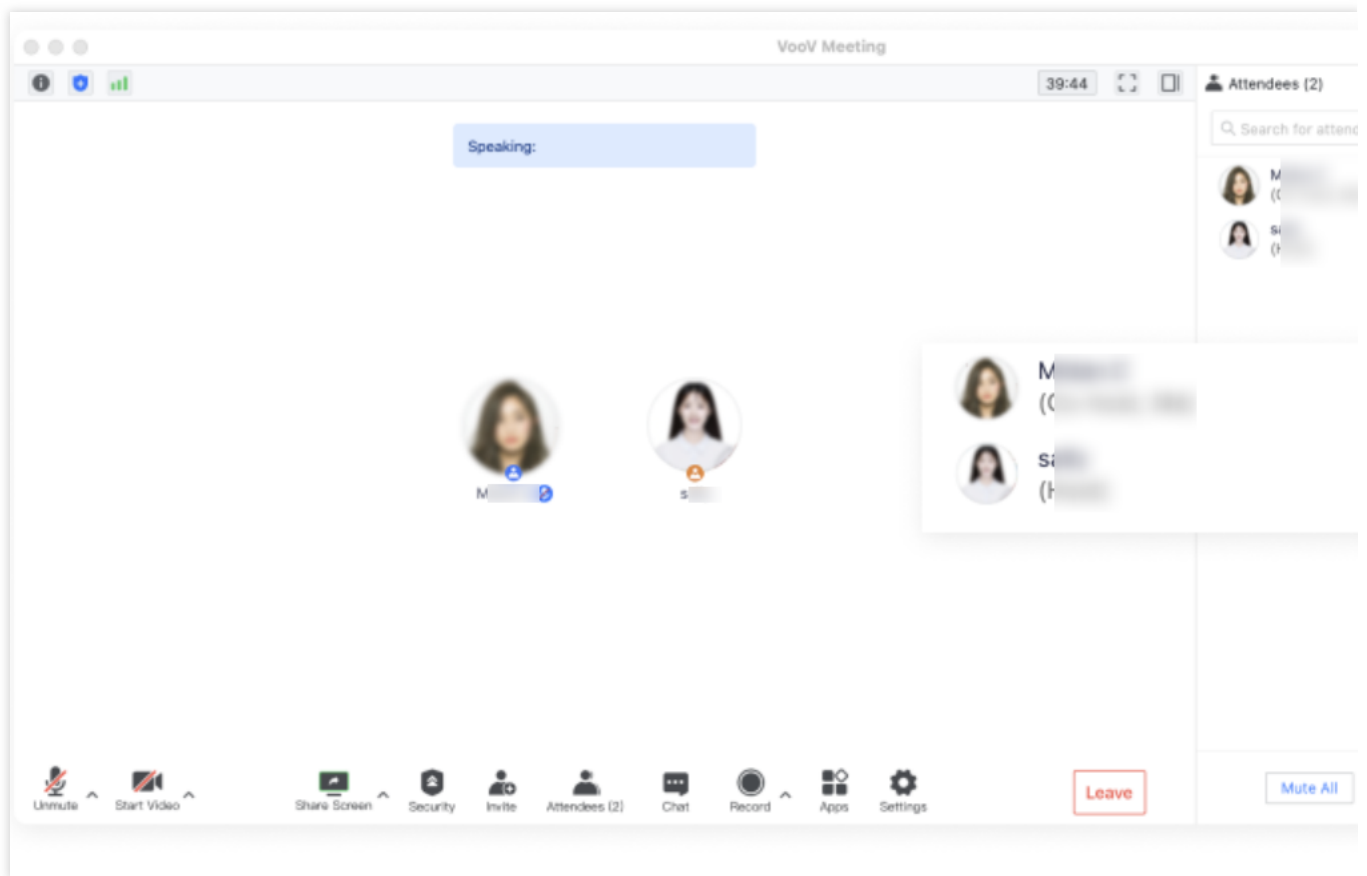 VooV Meeting
39:44
Attendees (2)
Search for attend
Speaking:
M
(C
s
(H
M
(C
sa
(H
M
s
Unmute
Start Video
Share Screen
Security
Invite
Attendees (2)
Chat
Record
Apps
Settings
Leave
Mute All